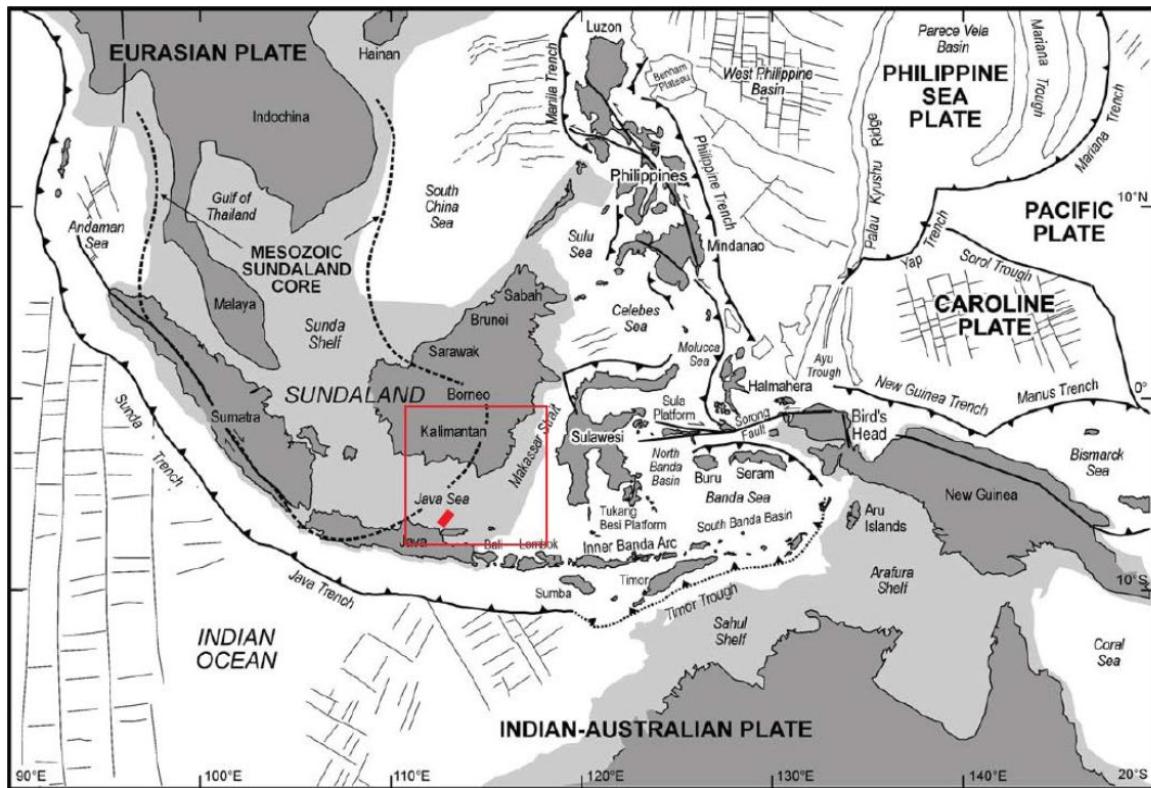 EURASIAN PLATE
Hainan
Luzon
Manila Trench
Benham
Plateau
West Philippine
Basin
Parece Vela
Basin
Mariana
Trough
PHILIPPINE
SEA
PLATE
Mariana Trench
Indochina
Palau Kyushu Ridge
Philippine Trench
Philippines
Gulf of
Thailand
South
China
Sea
Andaman
Sea
MESOZOIC
SUNDALAND
CORE
Sulu
Sea
Mindanao
10°N
PACIFIC
PLATE
Yap Trench
Sorol Trough
CAROLINE
PLATE
Malaya
Sabah
Brunei
Celebes
Sea
Sunda
Shelf
Sarawak
Molucca
Sea
Ayu
Trough
Halmahera
New Guinea Trench
Manus Trench
0°
SUNDALAND
Borneo
Sumatra
Sula
Platform
Sorong
Fault
Bird's
Head
Kalimantan
Makassar Strait
Sulawesi
North
Banda
Basin
Buru
Seram
Bismarck
Sea
Sunda
Trench
Java Sea
Banda Sea
New Guinea
Tukang
Besi Platform
South Banda Basin
Aru
Islands
Java
Bali
Lombok
Inner Banda Arc
Java Trench
Sumba
Timor
Timor Trough
Arafura
Shelf
10°S
Sahul
Shelf
INDIAN
OCEAN
Coral
Sea
INDIAN-AUSTRALIAN PLATE
90°E
100°E
110°E
120°E
130°E
140°E
20°S